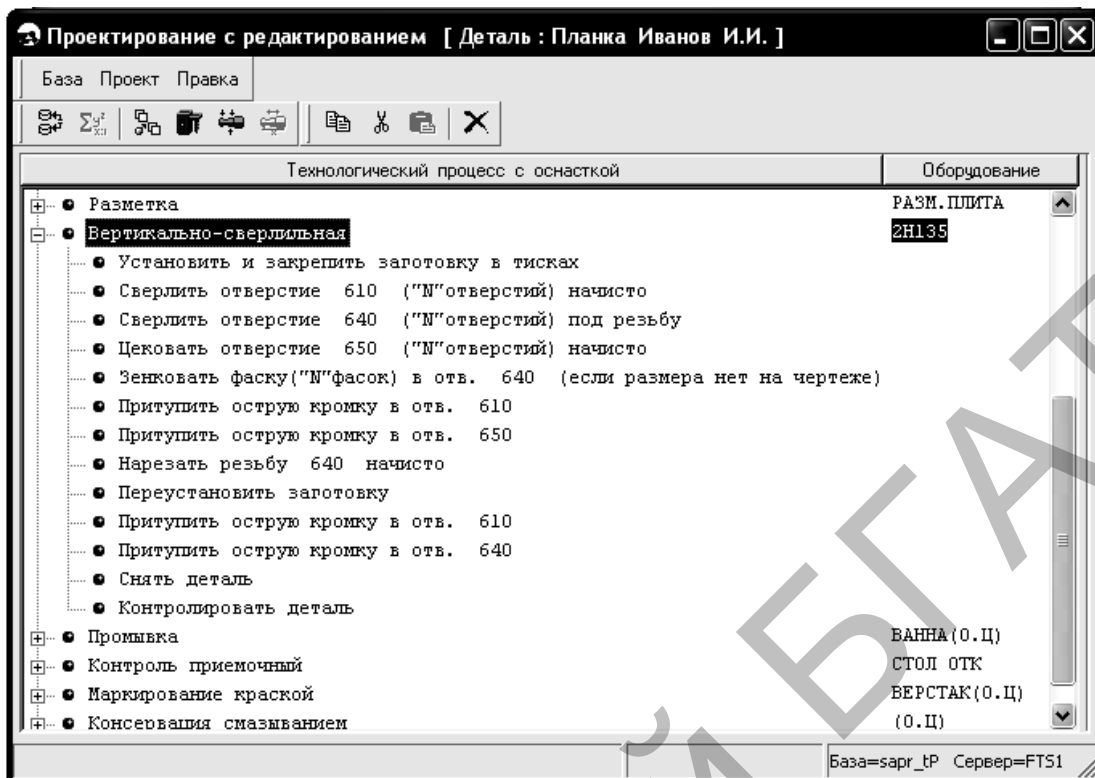 Проектирование с редактированием [ Деталь : Планка Иванов И.И. ]
База Проект Правка
Технологический процесс с оснасткой Оборудование
Разметка РАЗМ.ПЛИТА
Вертикально-сверлильная 2Н135
Установить и закрепить заготовку в тисках
Сверлить отверстие 610 ("N"отверстий) начисто
Сверлить отверстие 640 ("N"отверстий) под резьбу
Цековать отверстие 650 ("N"отверстий) начисто
Зенковать фаску("N"фасок) в отв. 640 (если размера нет на чертеже)
Притупить острую кромку в отв. 610
Притупить острую кромку в отв. 650
Нарезать резьбу 640 начисто
Переустановить заготовку
Притупить острую кромку в отв. 610
Притупить острую кромку в отв. 640
Снять деталь
Контролировать деталь
Промывка ВАННА(О.Ц)
Контроль приемочный СТОЛ ОТК
Маркирование краской ВЕРСТАК(О.Ц)
Консервация смазыванием (О.Ц)
База=sapr_tP Сервер=FTS1
Й БГАТ